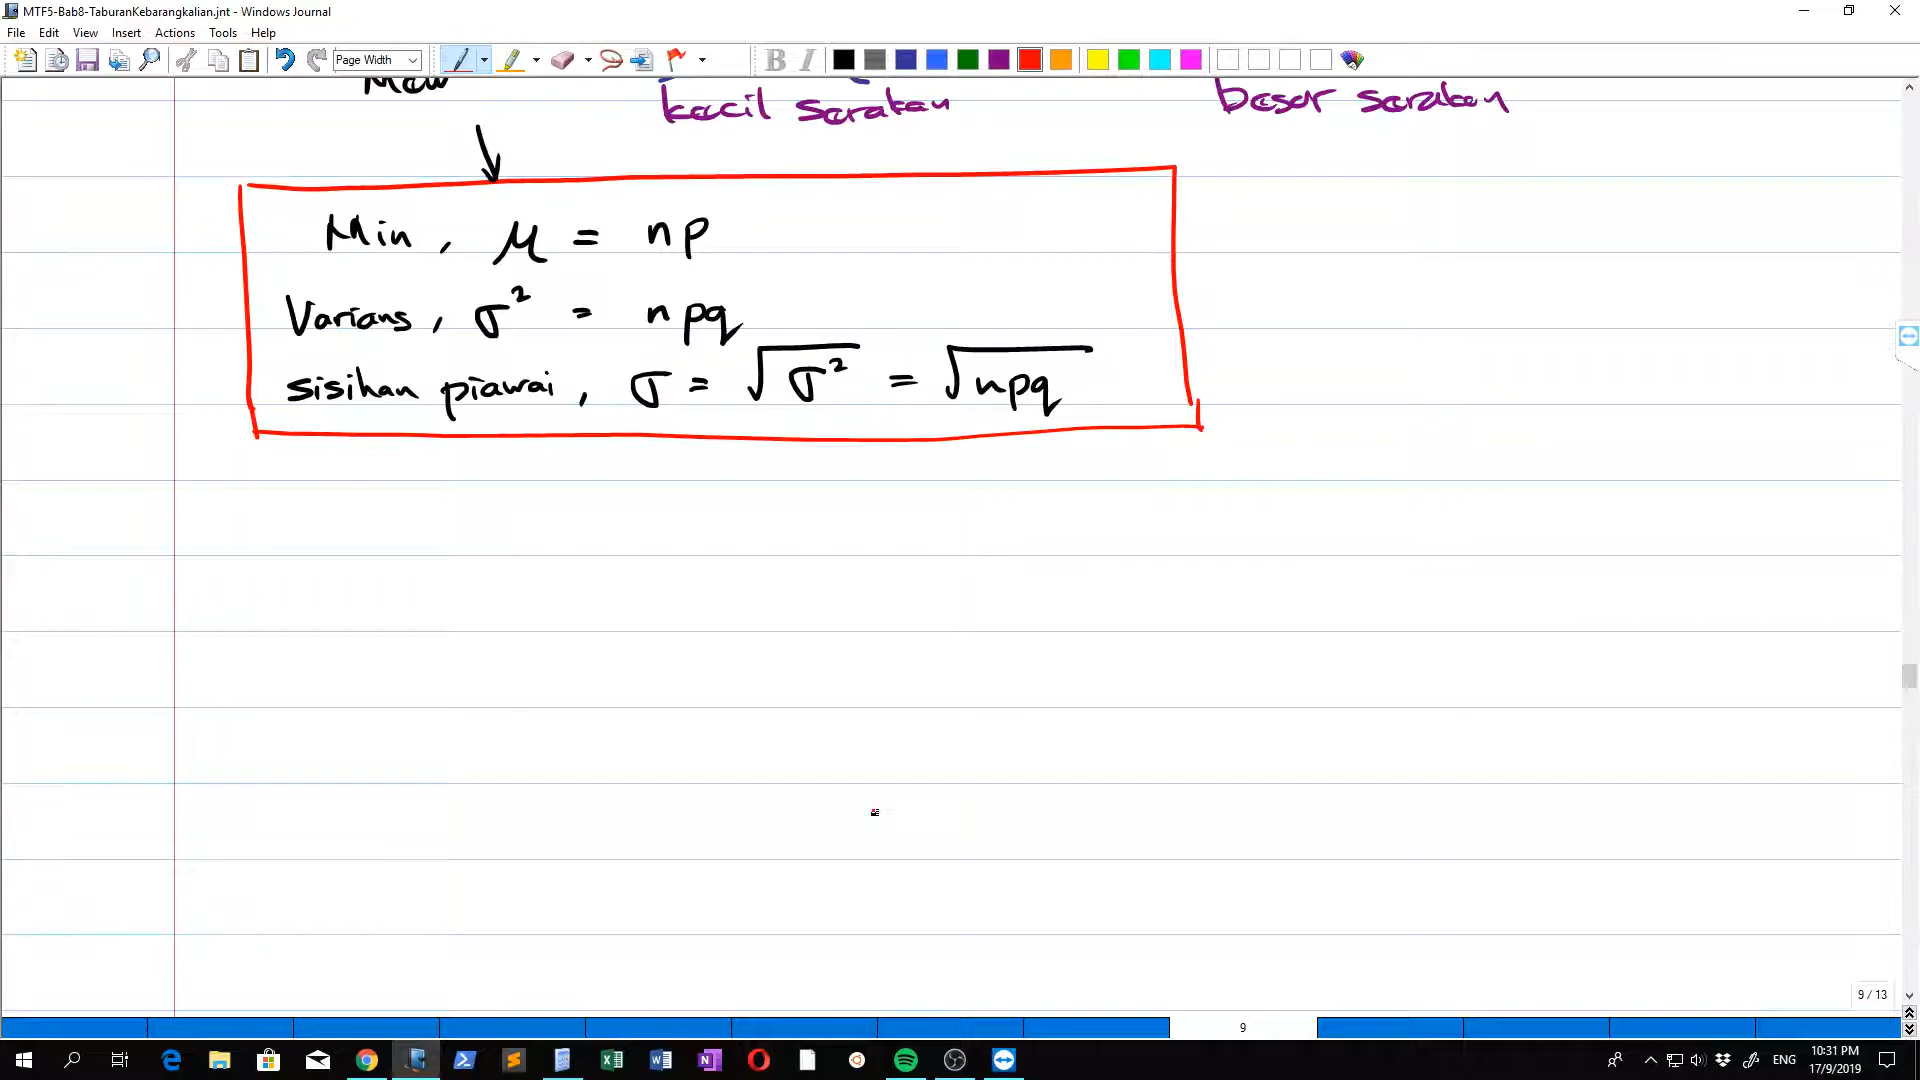 MTF5-Bab8-TaburanKebarangkalian.jnt - Windows Journal
File Edit View Insert Actions Tools Help
Page Width
B I
kecil serakan
besar serakan
Min, μ = np
Varians, σ² = npq
sisihan piawai, σ = √σ² = √npq
9 / 13
9
ENG
10:31 PM
17/9/2019